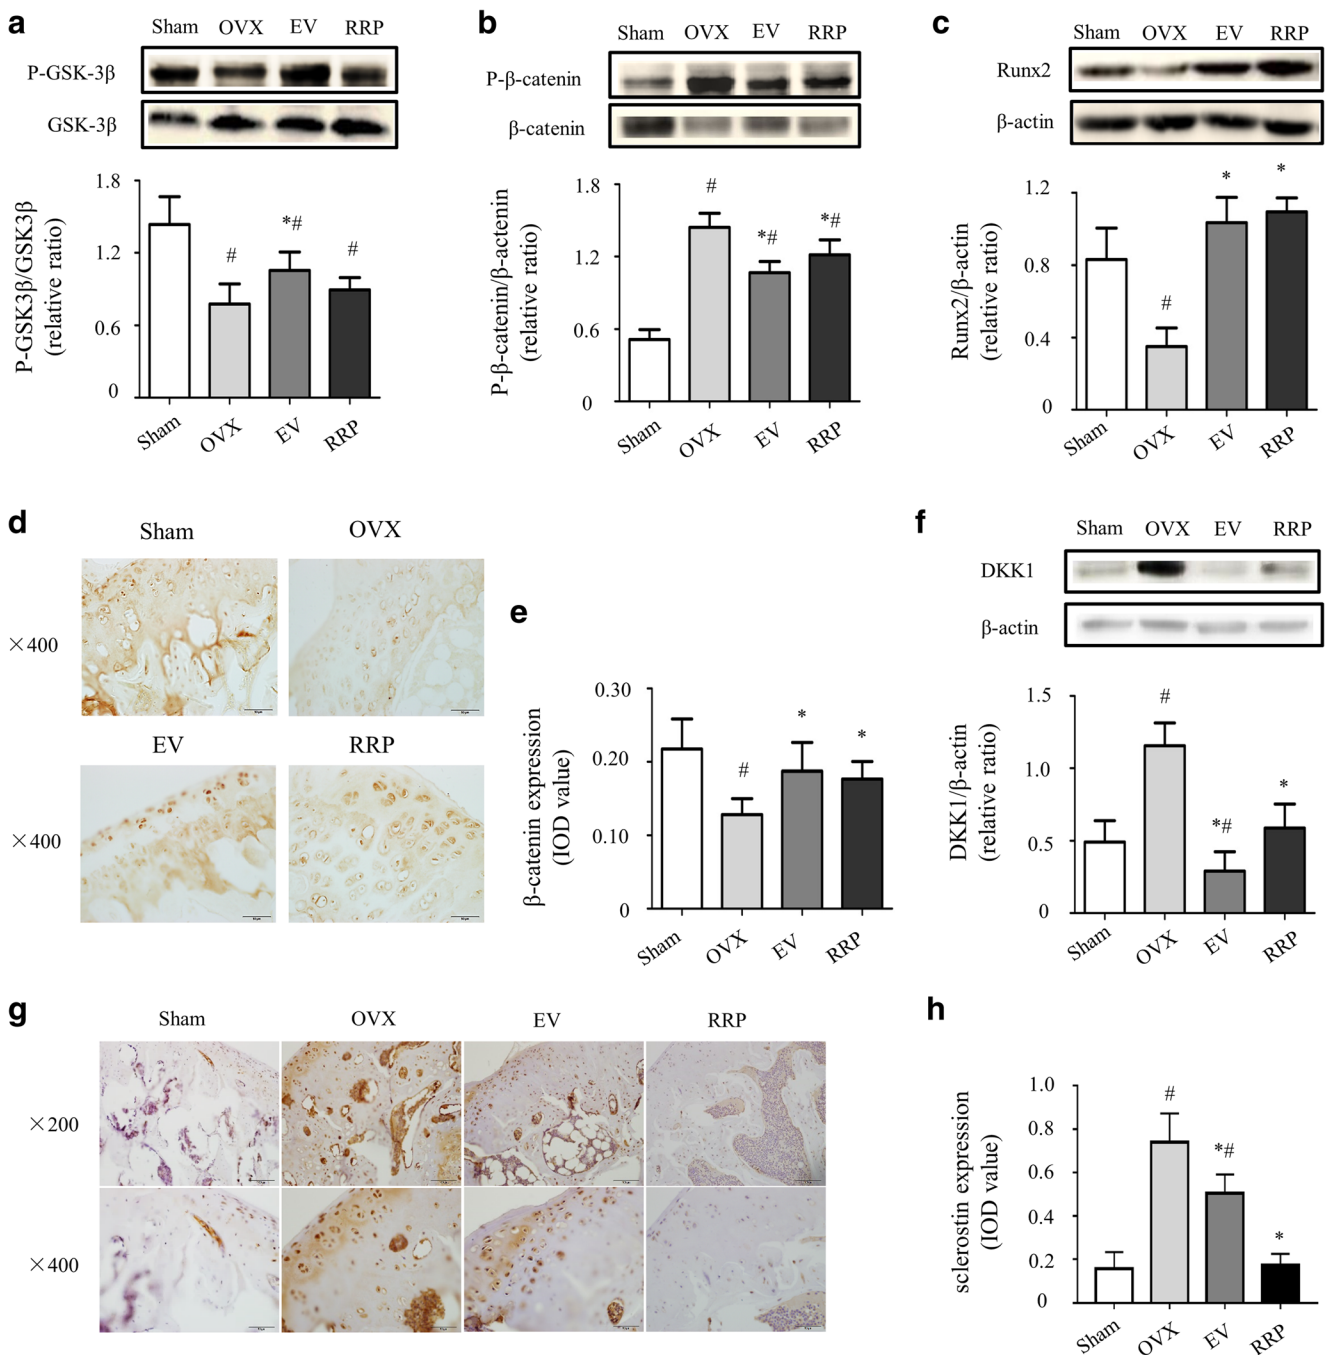 a
Sham OVX EV RRP
P-GSK-3β
GSK-3β
P-GSK3β/GSK3β
(relative ratio)
1.8
1.2
0.6
0
# *# #
Sham OVX EV RRP
b
Sham OVX EV RRP
P-β-catenin
β-catenin
P-β-catenin/β-actenin
(relative ratio)
1.8
1.2
0.6
0
# *# *#
Sham OVX EV RRP
c
Sham OVX EV RRP
Runx2
β-actin
Runx2/β-actin
(relative ratio)
1.2
0.8
0.4
0
# * *
Sham OVX EV RRP
d
Sham OVX
×400
EV RRP
×400
e
β-catenin expression
(IOD value)
0.30
0.20
0.10
0
# * *
Sham OVX EV RRP
f
Sham OVX EV RRP
DKK1
β-actin
DKK1/β-actin
(relative ratio)
1.5
1.0
0.5
0
# *# *
Sham OVX EV RRP
g
Sham OVX EV RRP
×200
×400
h
sclerostin expression
(IOD value)
1.0
0.8
0.6
0.4
0.2
0
# *# *
Sham OVX EV RRP